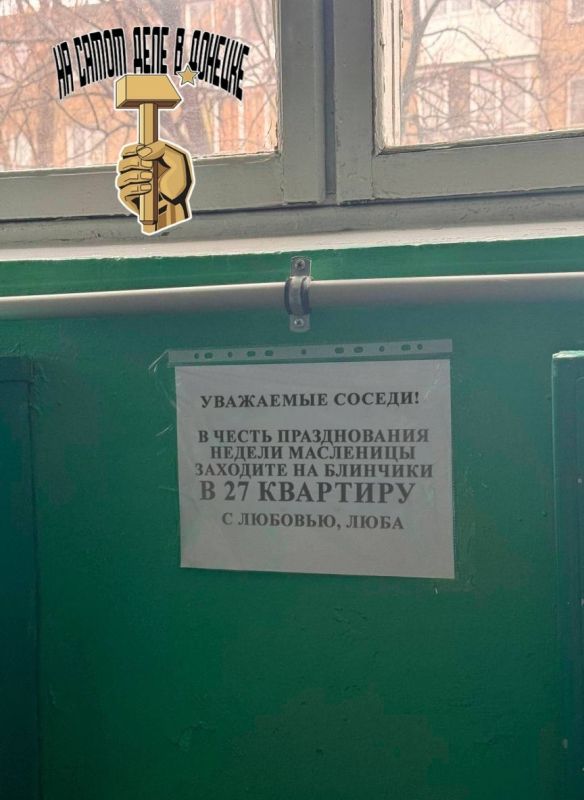 НА САМОМ ДЕЛЕ В ДОНЕЦКЕ
УВАЖАЕМЫЕ СОСЕДИ!
В ЧЕСТЬ ПРАЗДНОВАНИЯ
НЕДЕЛИ МАСЛЕНИЦЫ
ЗАХОДИТЕ НА БЛИНЧИКИ
В 27 КВАРТИРУ
С ЛЮБОВЬЮ, ЛЮБА